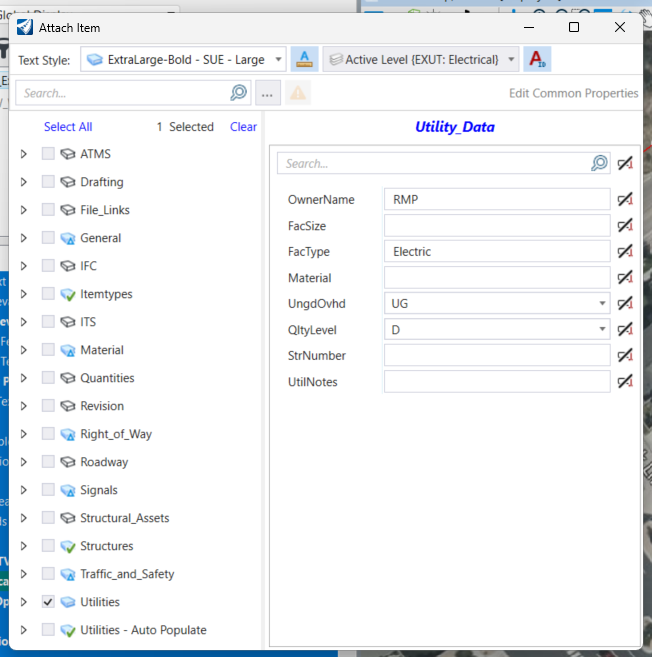 Attach Item
Text Style: ExtraLarge-Bold - SUE - Large Active Level {EXUT: Electrical}
Search... ... Edit Common Properties
Select All 1 Selected Clear
Utility_Data
Search...
ATMS
Drafting
File_Links
General
IFC
Itemtypes
ITS
Material
Quantities
Revision
Right_of_Way
Roadway
Signals
Structural_Assets
Structures
Traffic_and_Safety
Utilities
Utilities - Auto Populate
OwnerName RMP
FacSize
FacType Electric
Material
UngdOvhd UG
QltyLevel D
StrNumber
UtilNotes